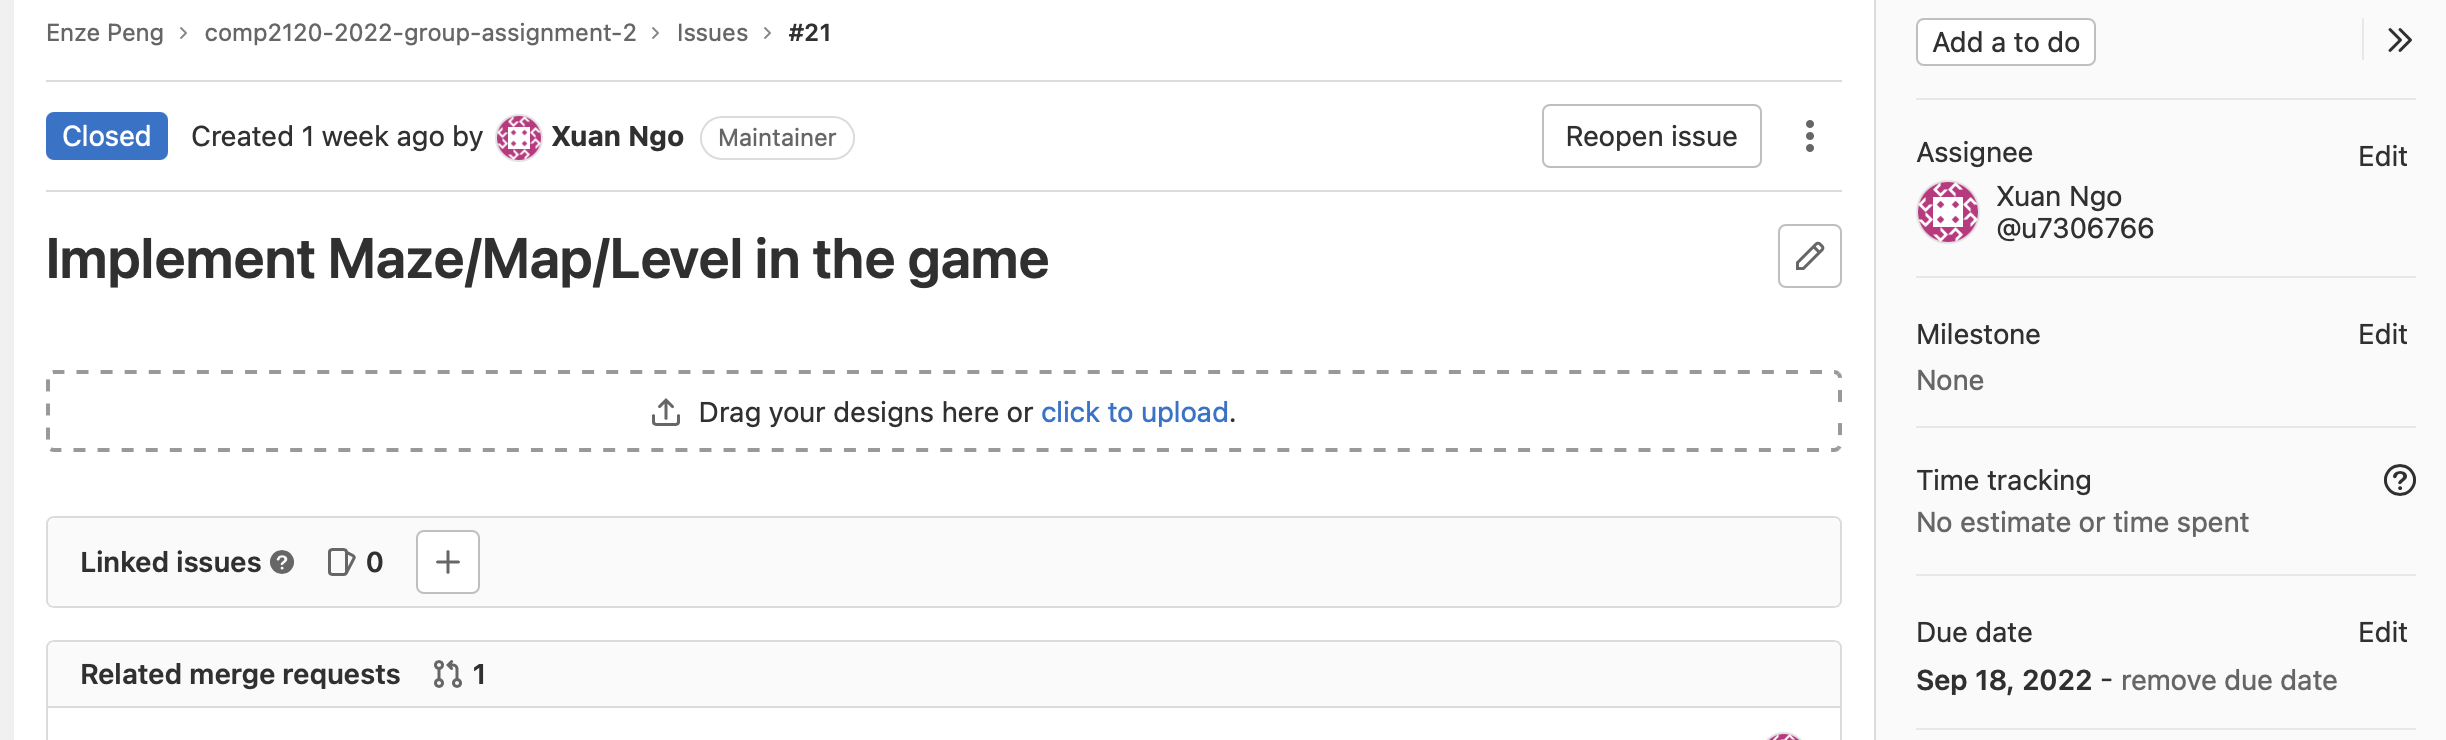 Enze Peng > comp2120-2022-group-assignment-2 > Issues > #21
Closed Created 1 week ago by Xuan Ngo Maintainer
Reopen issue
Implement Maze/Map/Level in the game
Drag your designs here or click to upload.
Linked issues 0
Related merge requests 1
Add a to do
Assignee Edit
Xuan Ngo
@u7306766
Milestone Edit
None
Time tracking
No estimate or time spent
Due date Edit
Sep 18, 2022 - remove due date